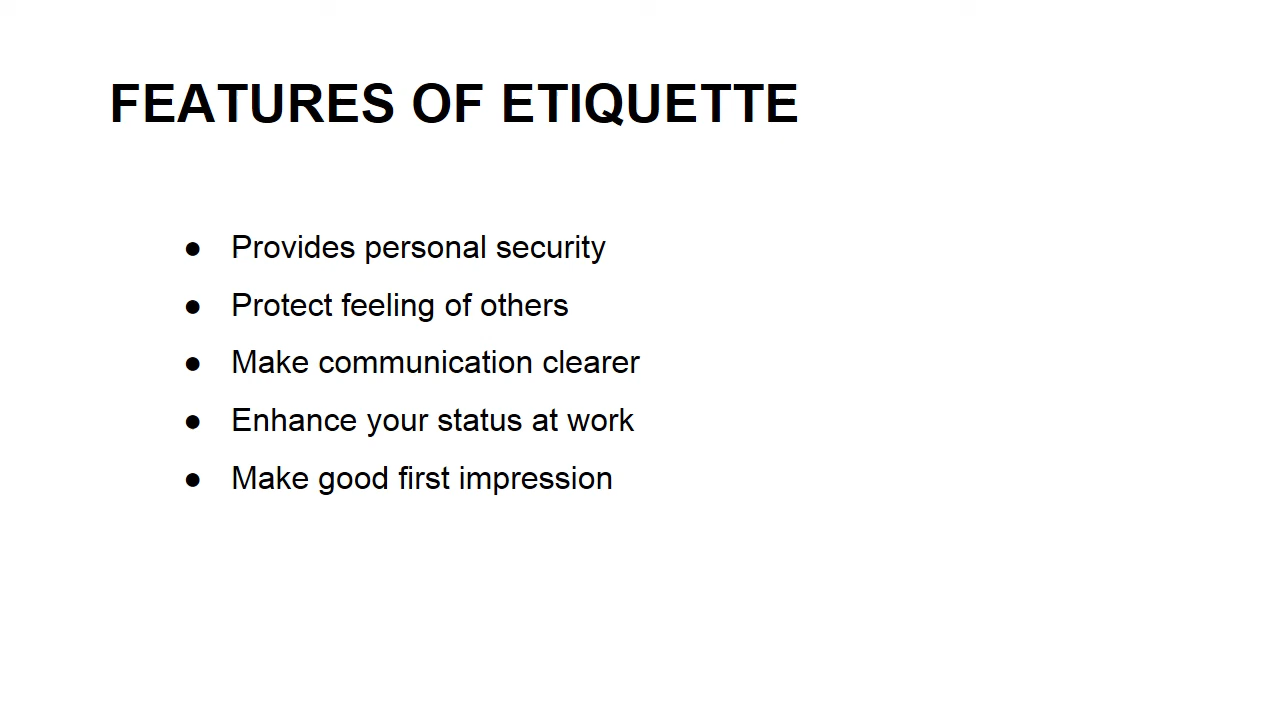 FEATURES OF ETIQUETTE
● Provides personal security
● Protect feeling of others
● Make communication clearer
● Enhance your status at work
● Make good first impression